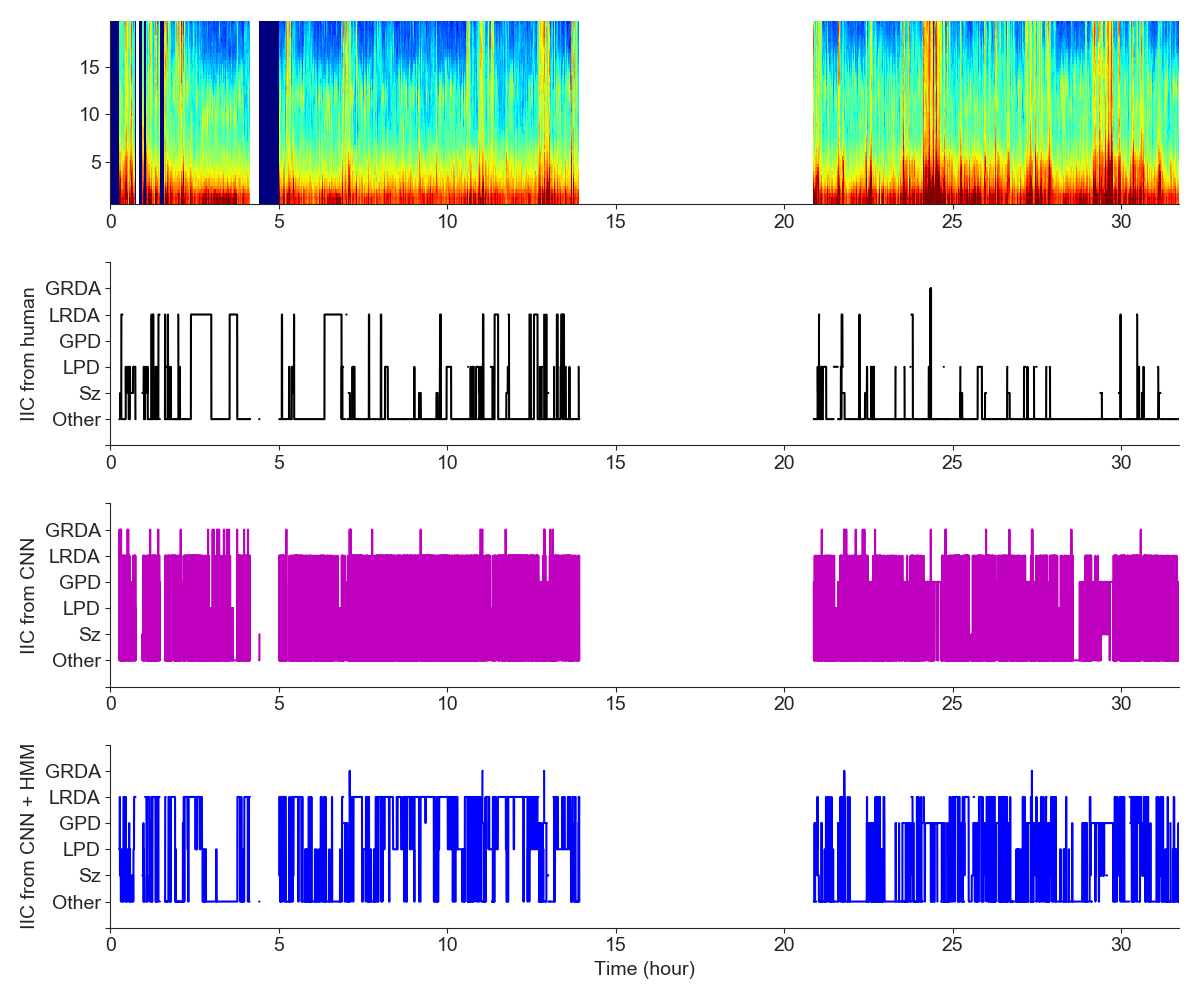 15
10
5
0 5 10 15 20 25 30
IIC from human
GRDA
LRDA
GPD
LPD
Sz
Other
0 5 10 15 20 25 30
IIC from CNN
GRDA
LRDA
GPD
LPD
Sz
Other
0 5 10 15 20 25 30
IIC from CNN + HMM
GRDA
LRDA
GPD
LPD
Sz
Other
0 5 10 15 20 25 30
Time (hour)